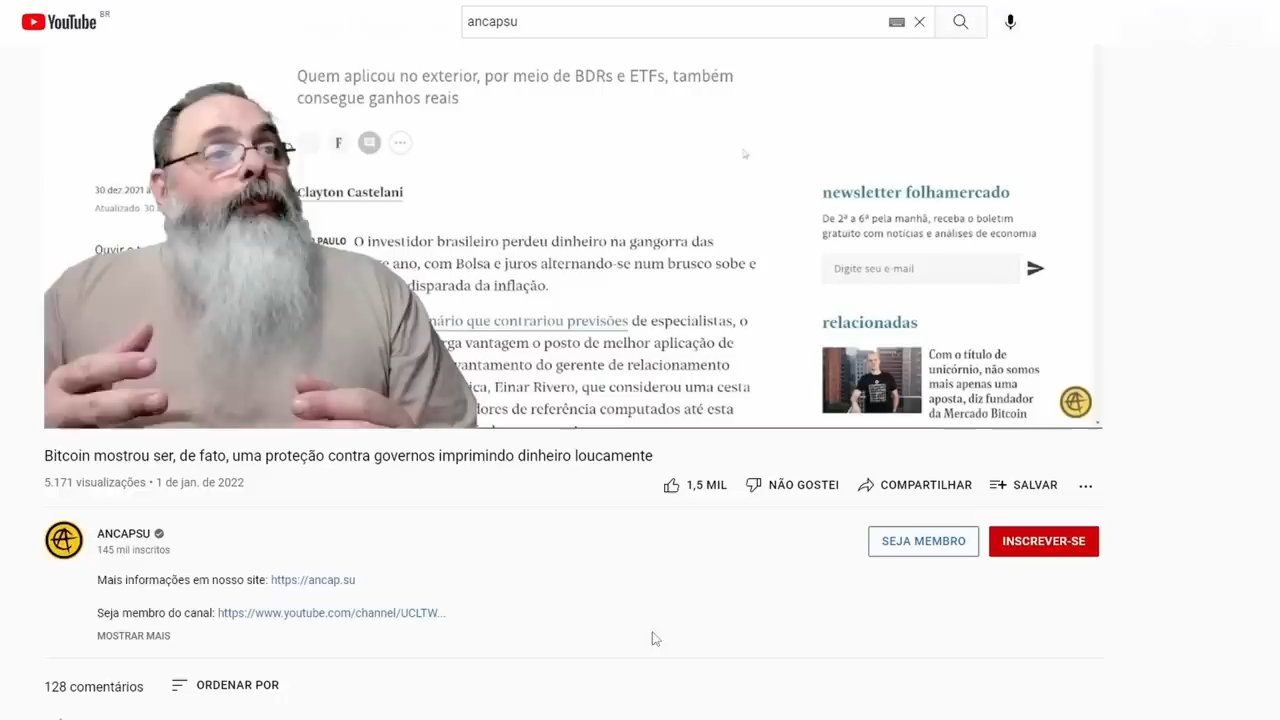 YouTube BR
ancapsu
Quem aplicou no exterior, por meio de BDRs e ETFs, também
consegue ganhos reais
F
30 dez 2021 à
Clayton Castelani
Atualizado 30
Ouvir o
PAULO O investidor brasileiro perdeu dinheiro na gangorra das
ano, com Bolsa e juros alternando-se num brusco sobe e
disparada da inflação.
que contrariou previsões de especialistas, o
vantagem o posto de melhor aplicação de
do gerente de relacionamento
Einar Rivero, que considerou uma cesta
de referência computados até esta
newsletter folhamercado
De 2ª a 6ª pela manhã, receba o boletim
gratuito com notícias e análises de economia
Digite seu e-mail
relacionadas
Com o título de
unicórnio, não somos
mais apenas uma
aposta, diz fundador
da Mercado Bitcoin
Bitcoin mostrou ser, de fato, uma proteção contra governos imprimindo dinheiro loucamente
5.171 visualizações • 1 de jan. de 2022
1,5 MIL
NÃO GOSTEI
COMPARTILHAR
SALVAR
ANCAPSU
145 mil inscritos
SEJA MEMBRO
INSCREVER-SE
Mais informações em nosso site: https://ancap.su
Seja membro do canal: https://www.youtube.com/channel/UCLTW...
MOSTRAR MAIS
128 comentários
ORDENAR POR